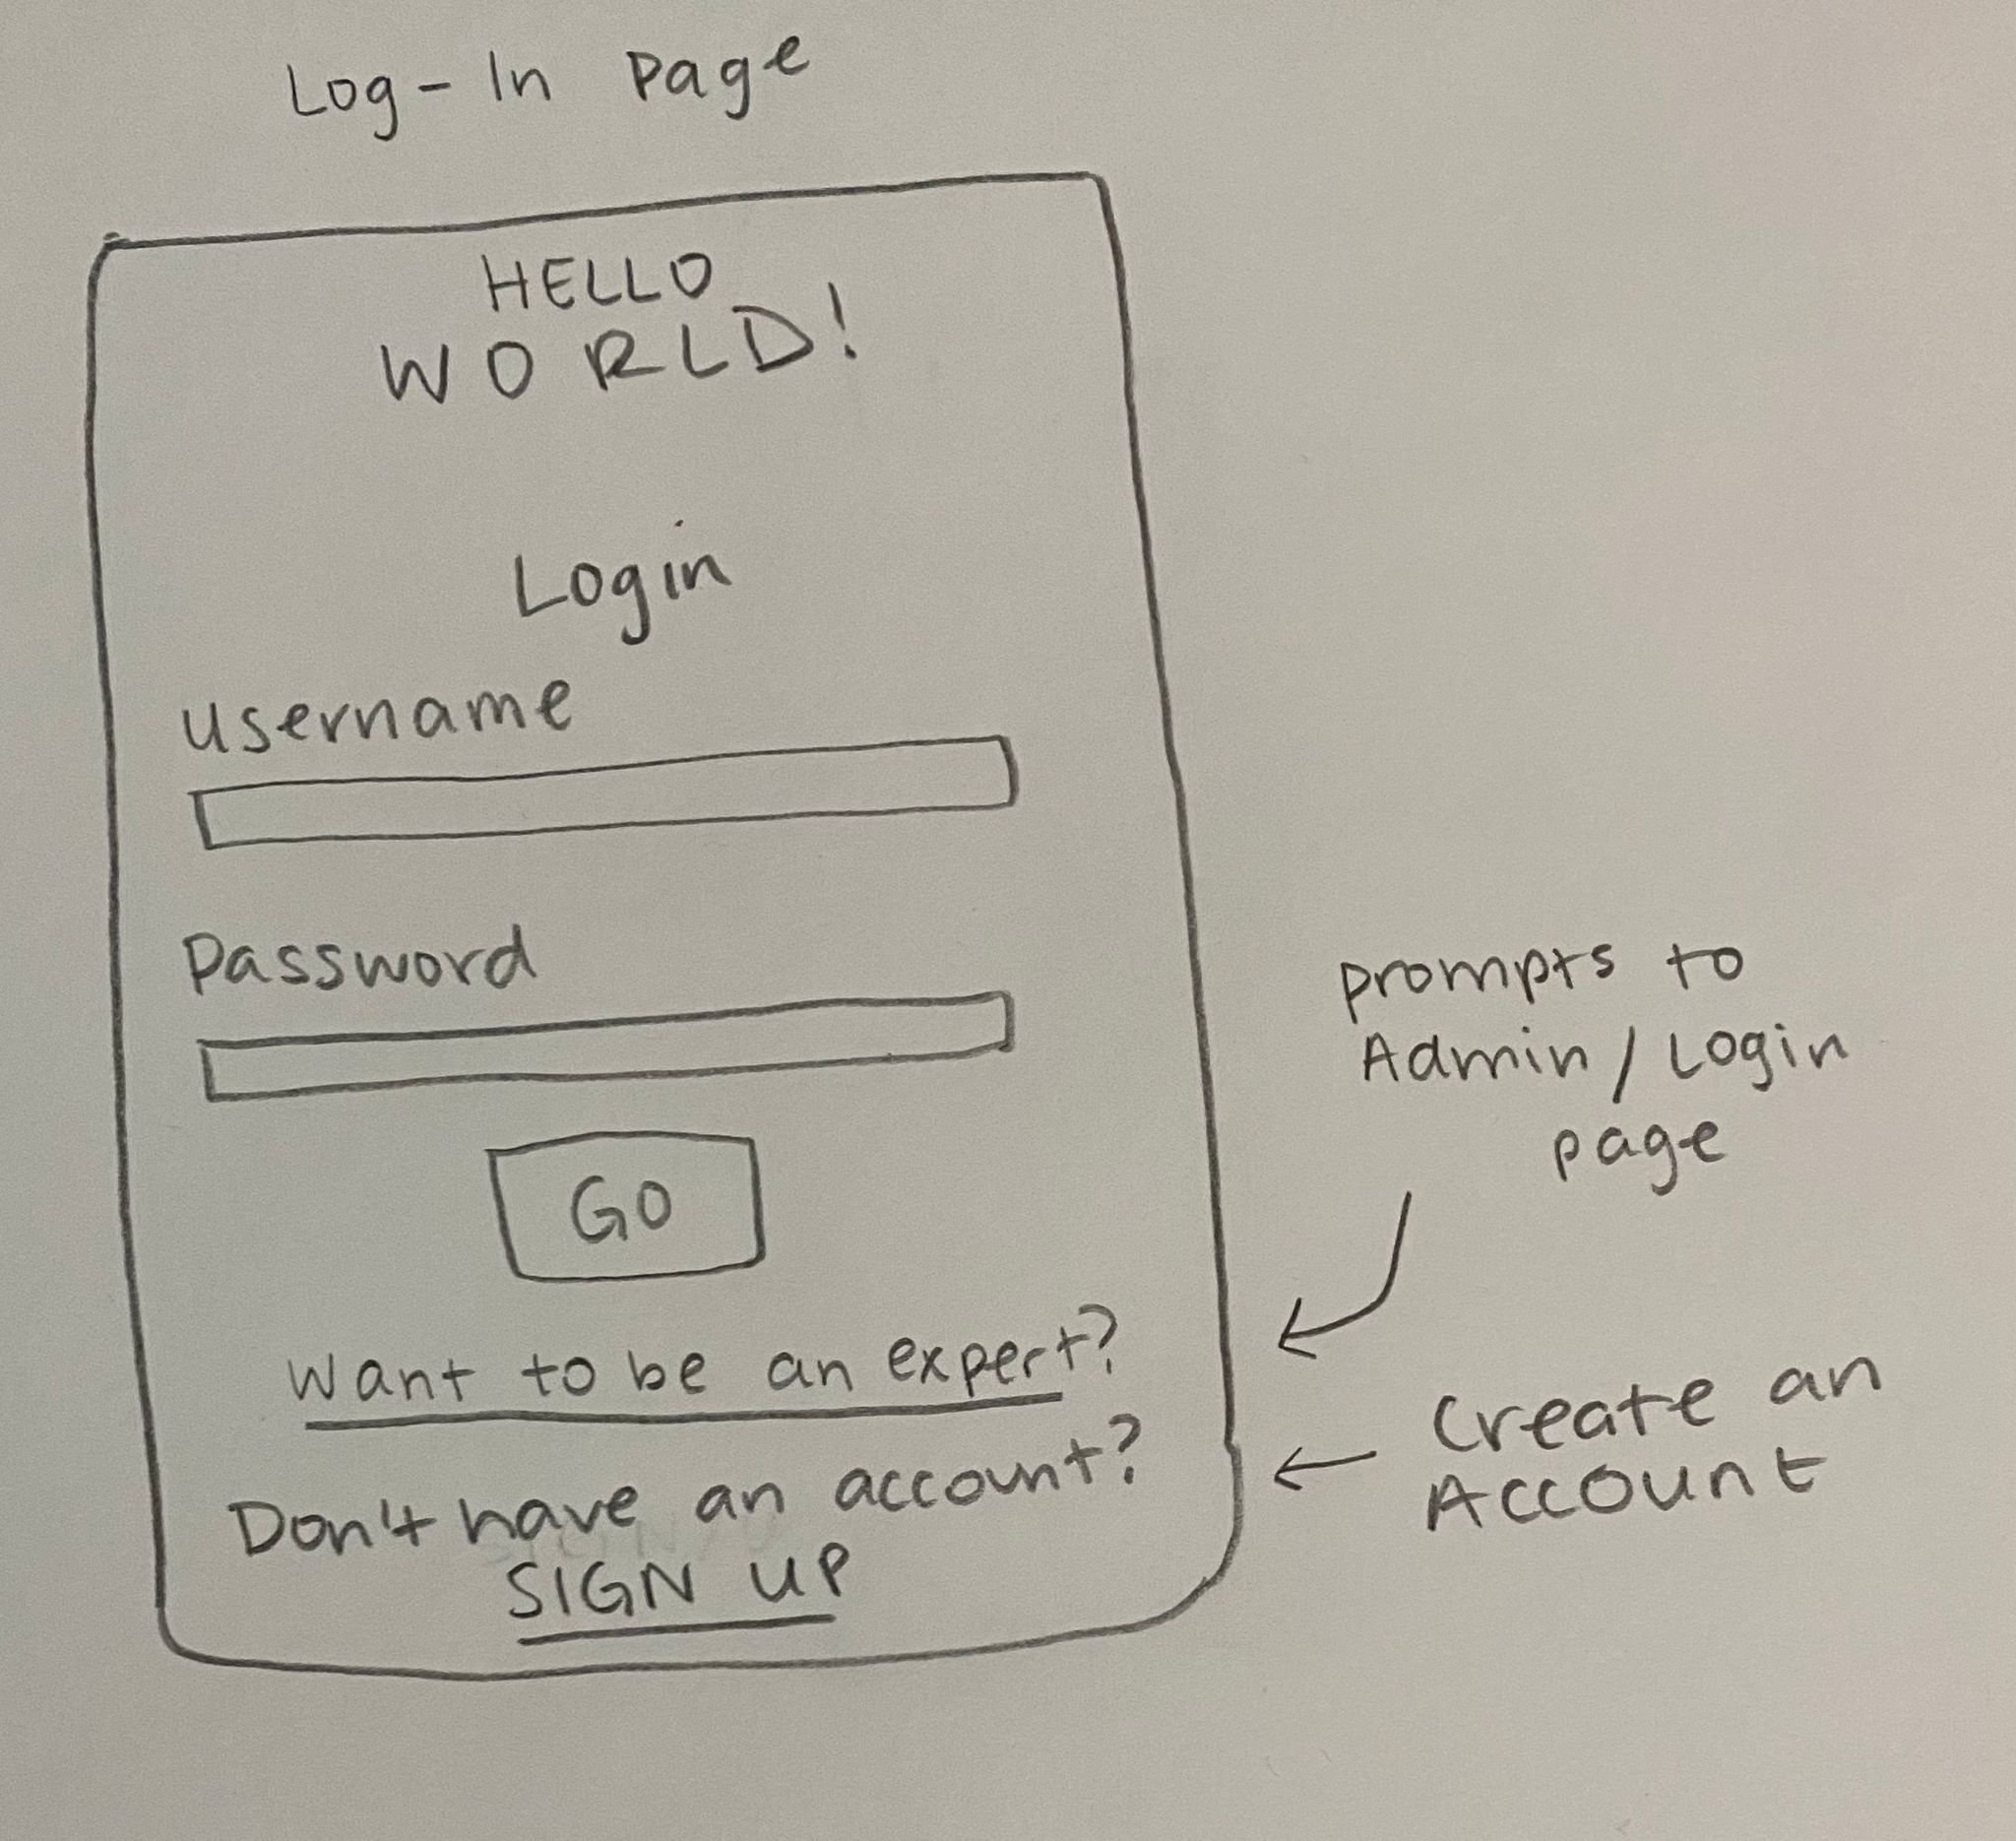 Log-In Page
HELLO
WORLD!
Login
username
Password
GO
Want to be an expert?
Don't have an account?
SIGN UP
prompts to
Admin/Login
page
Create an
Account